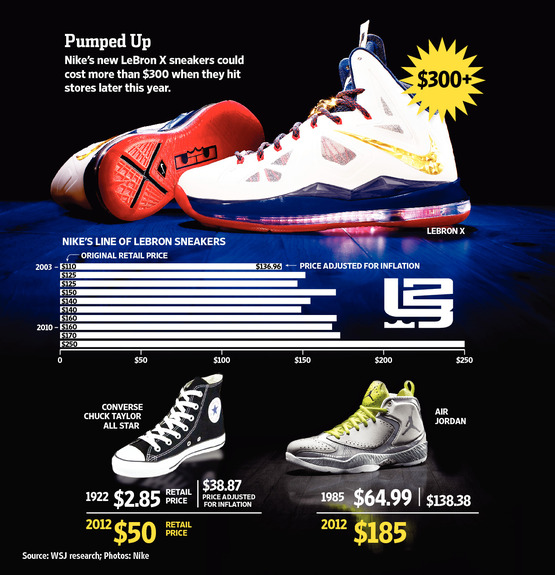 Pumped Up
Nike's new LeBron X sneakers could
cost more than $300 when they hit
stores later this year.
$300+
LEBRON X
NIKE'S LINE OF LEBRON SNEAKERS
ORIGINAL RETAIL PRICE
2003
$110
$136.96
PRICE ADJUSTED FOR INFLATION
$125
$125
$150
$140
$140
$160
2010
$160
$170
$250
0
$50
$100
$150
$200
$250
CONVERSE
CHUCK TAYLOR
ALL STAR
AIR
JORDAN
1922 $2.85 RETAIL PRICE
$38.87
PRICE ADJUSTED
FOR INFLATION
2012 $50 RETAIL PRICE
1985 $64.99 $138.38
2012 $185
Source: WSJ research; Photos: Nike